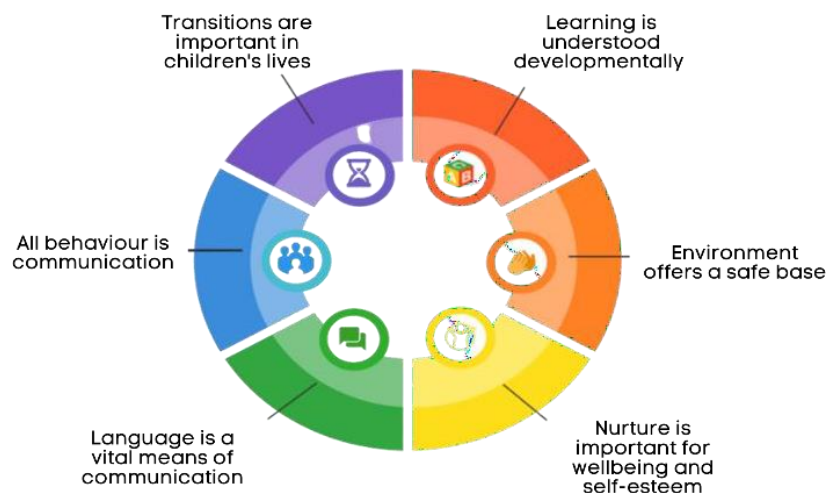 Transitions are
important in
children's lives
Learning is
understood
developmentally
All behaviour is
communication
Environment
offers a safe base
Language is a
vital means of
communication
Nurture is
important for
wellbeing and
self-esteem